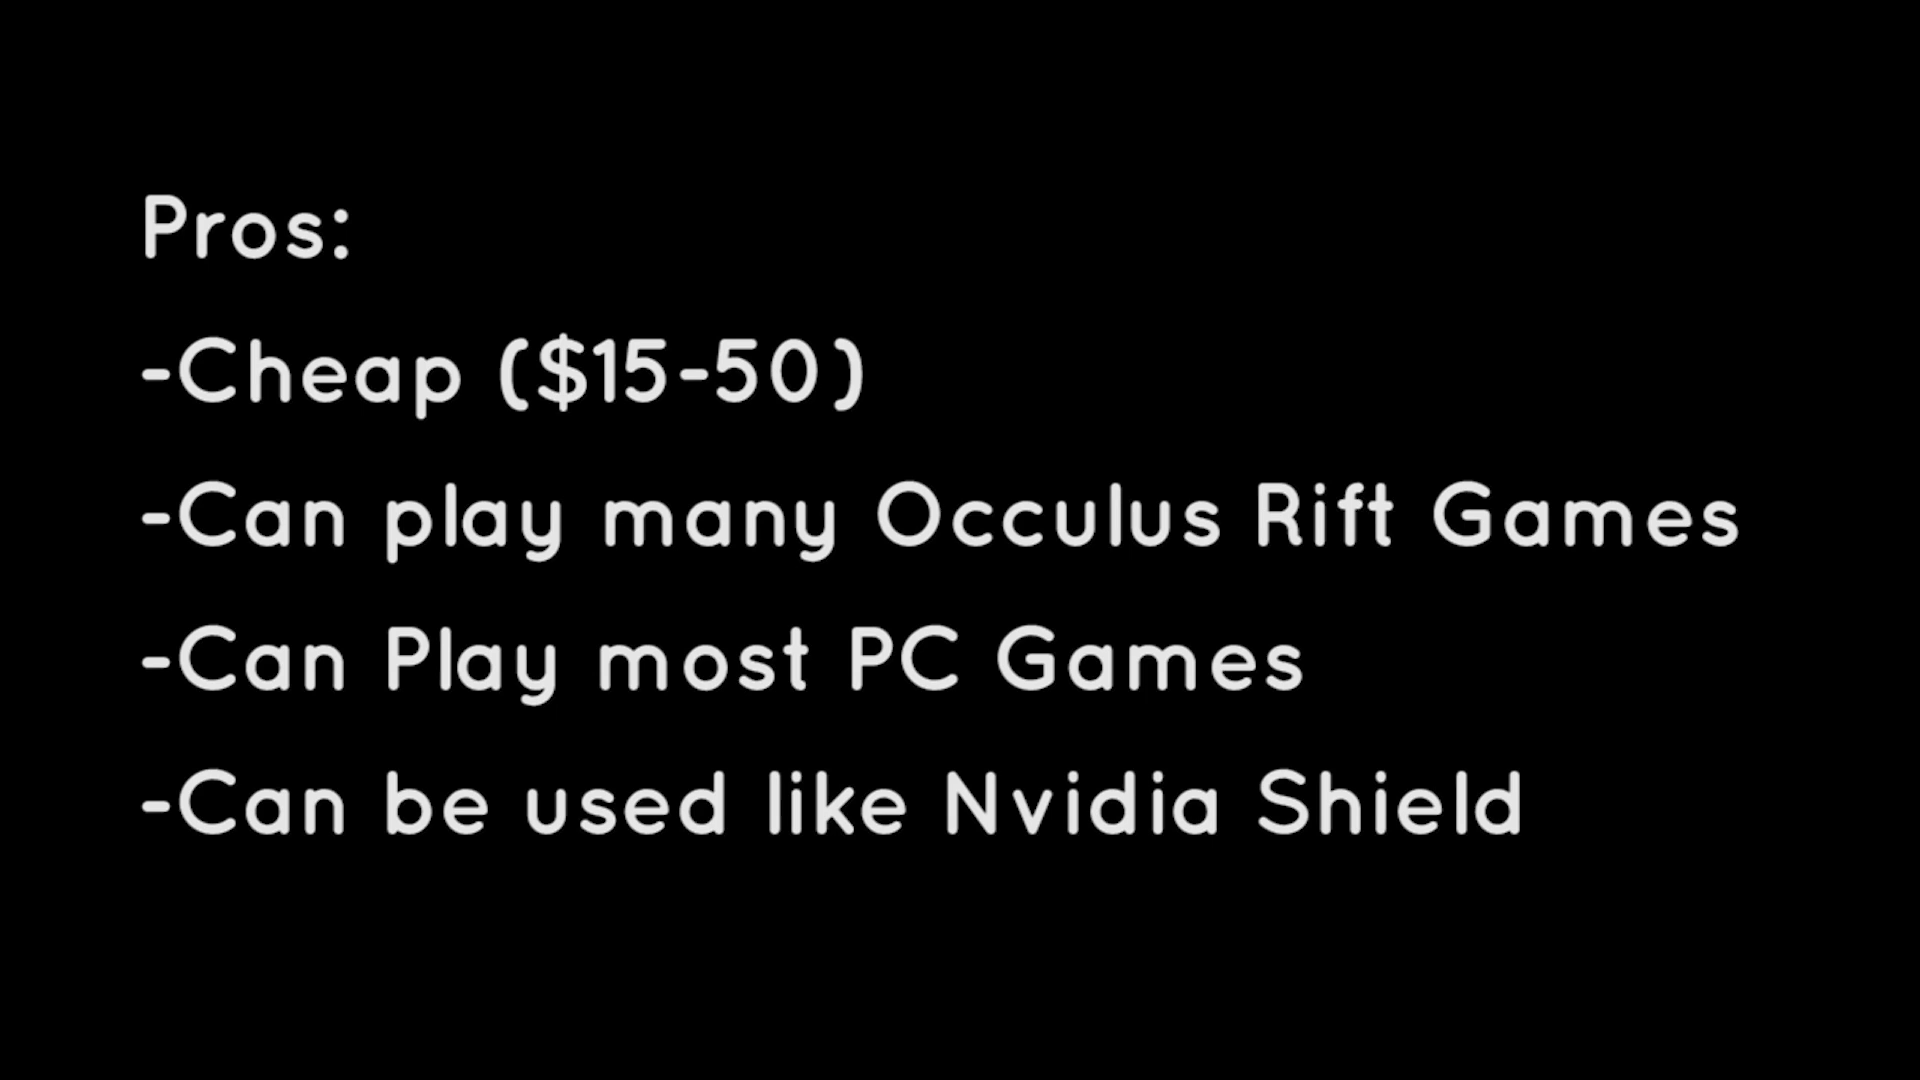 Pros:
-Cheap ($15-50)
-Can play many Occulus Rift Games
-Can Play most PC Games
-Can be used like Nvidia Shield